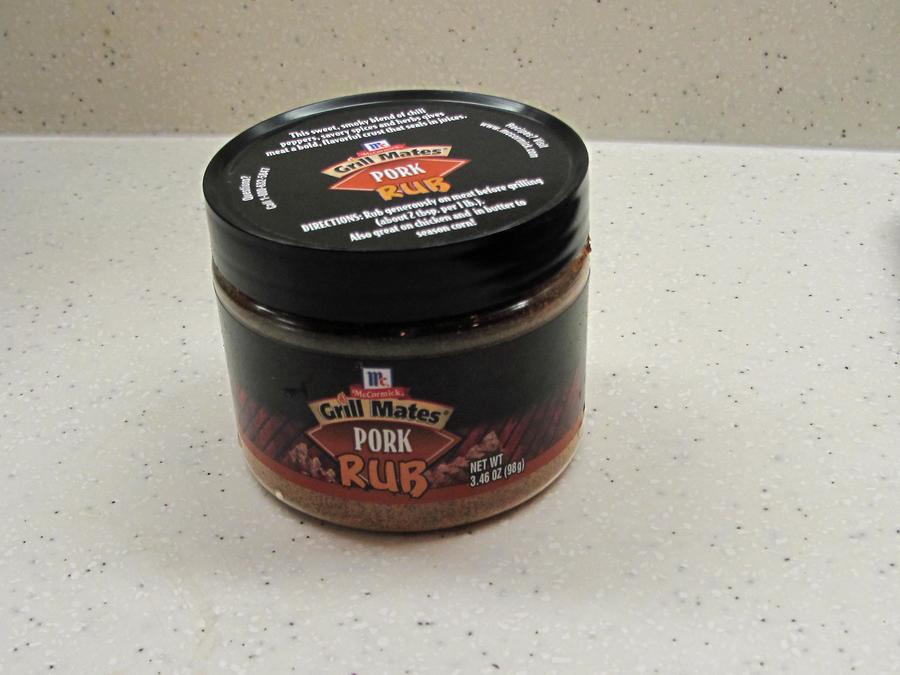 This sweet, smoky blend of chili
peppers, savory spices and herbs gives
meat a bold, flavorful crust that seals in juices.
Recipes? Visit
www.mccormick.com
Questions?
Mc
McCormick
Grill Mates®
PORK
RUB
DIRECTIONS: Rub generously on meat before grilling
(about 2 tbsp. per 1 lb.).
Also great on chicken and in butter to
season corn!
Mc
McCormick
Grill Mates®
PORK
RUB
NET WT
3.46 OZ (98g)